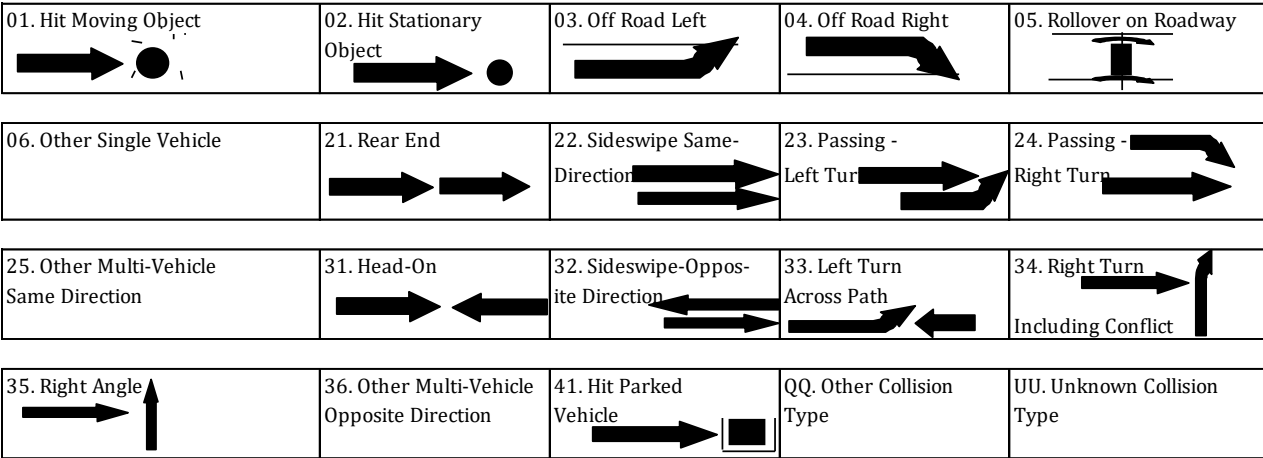 01. Hit Moving Object
02. Hit Stationary
Object
03. Off Road Left
04. Off Road Right
05. Rollover on Roadway
06. Other Single Vehicle
21. Rear End
22. Sideswipe Same-
Direction
23. Passing -
Left Turn
24. Passing -
Right Turn
25. Other Multi-Vehicle
Same Direction
31. Head-On
32. Sideswipe-Oppos-
ite Direction
33. Left Turn
Across Path
34. Right Turn
Including Conflict
35. Right Angle
36. Other Multi-Vehicle
Opposite Direction
41. Hit Parked
Vehicle
QQ. Other Collision
Type
UU. Unknown Collision
Type